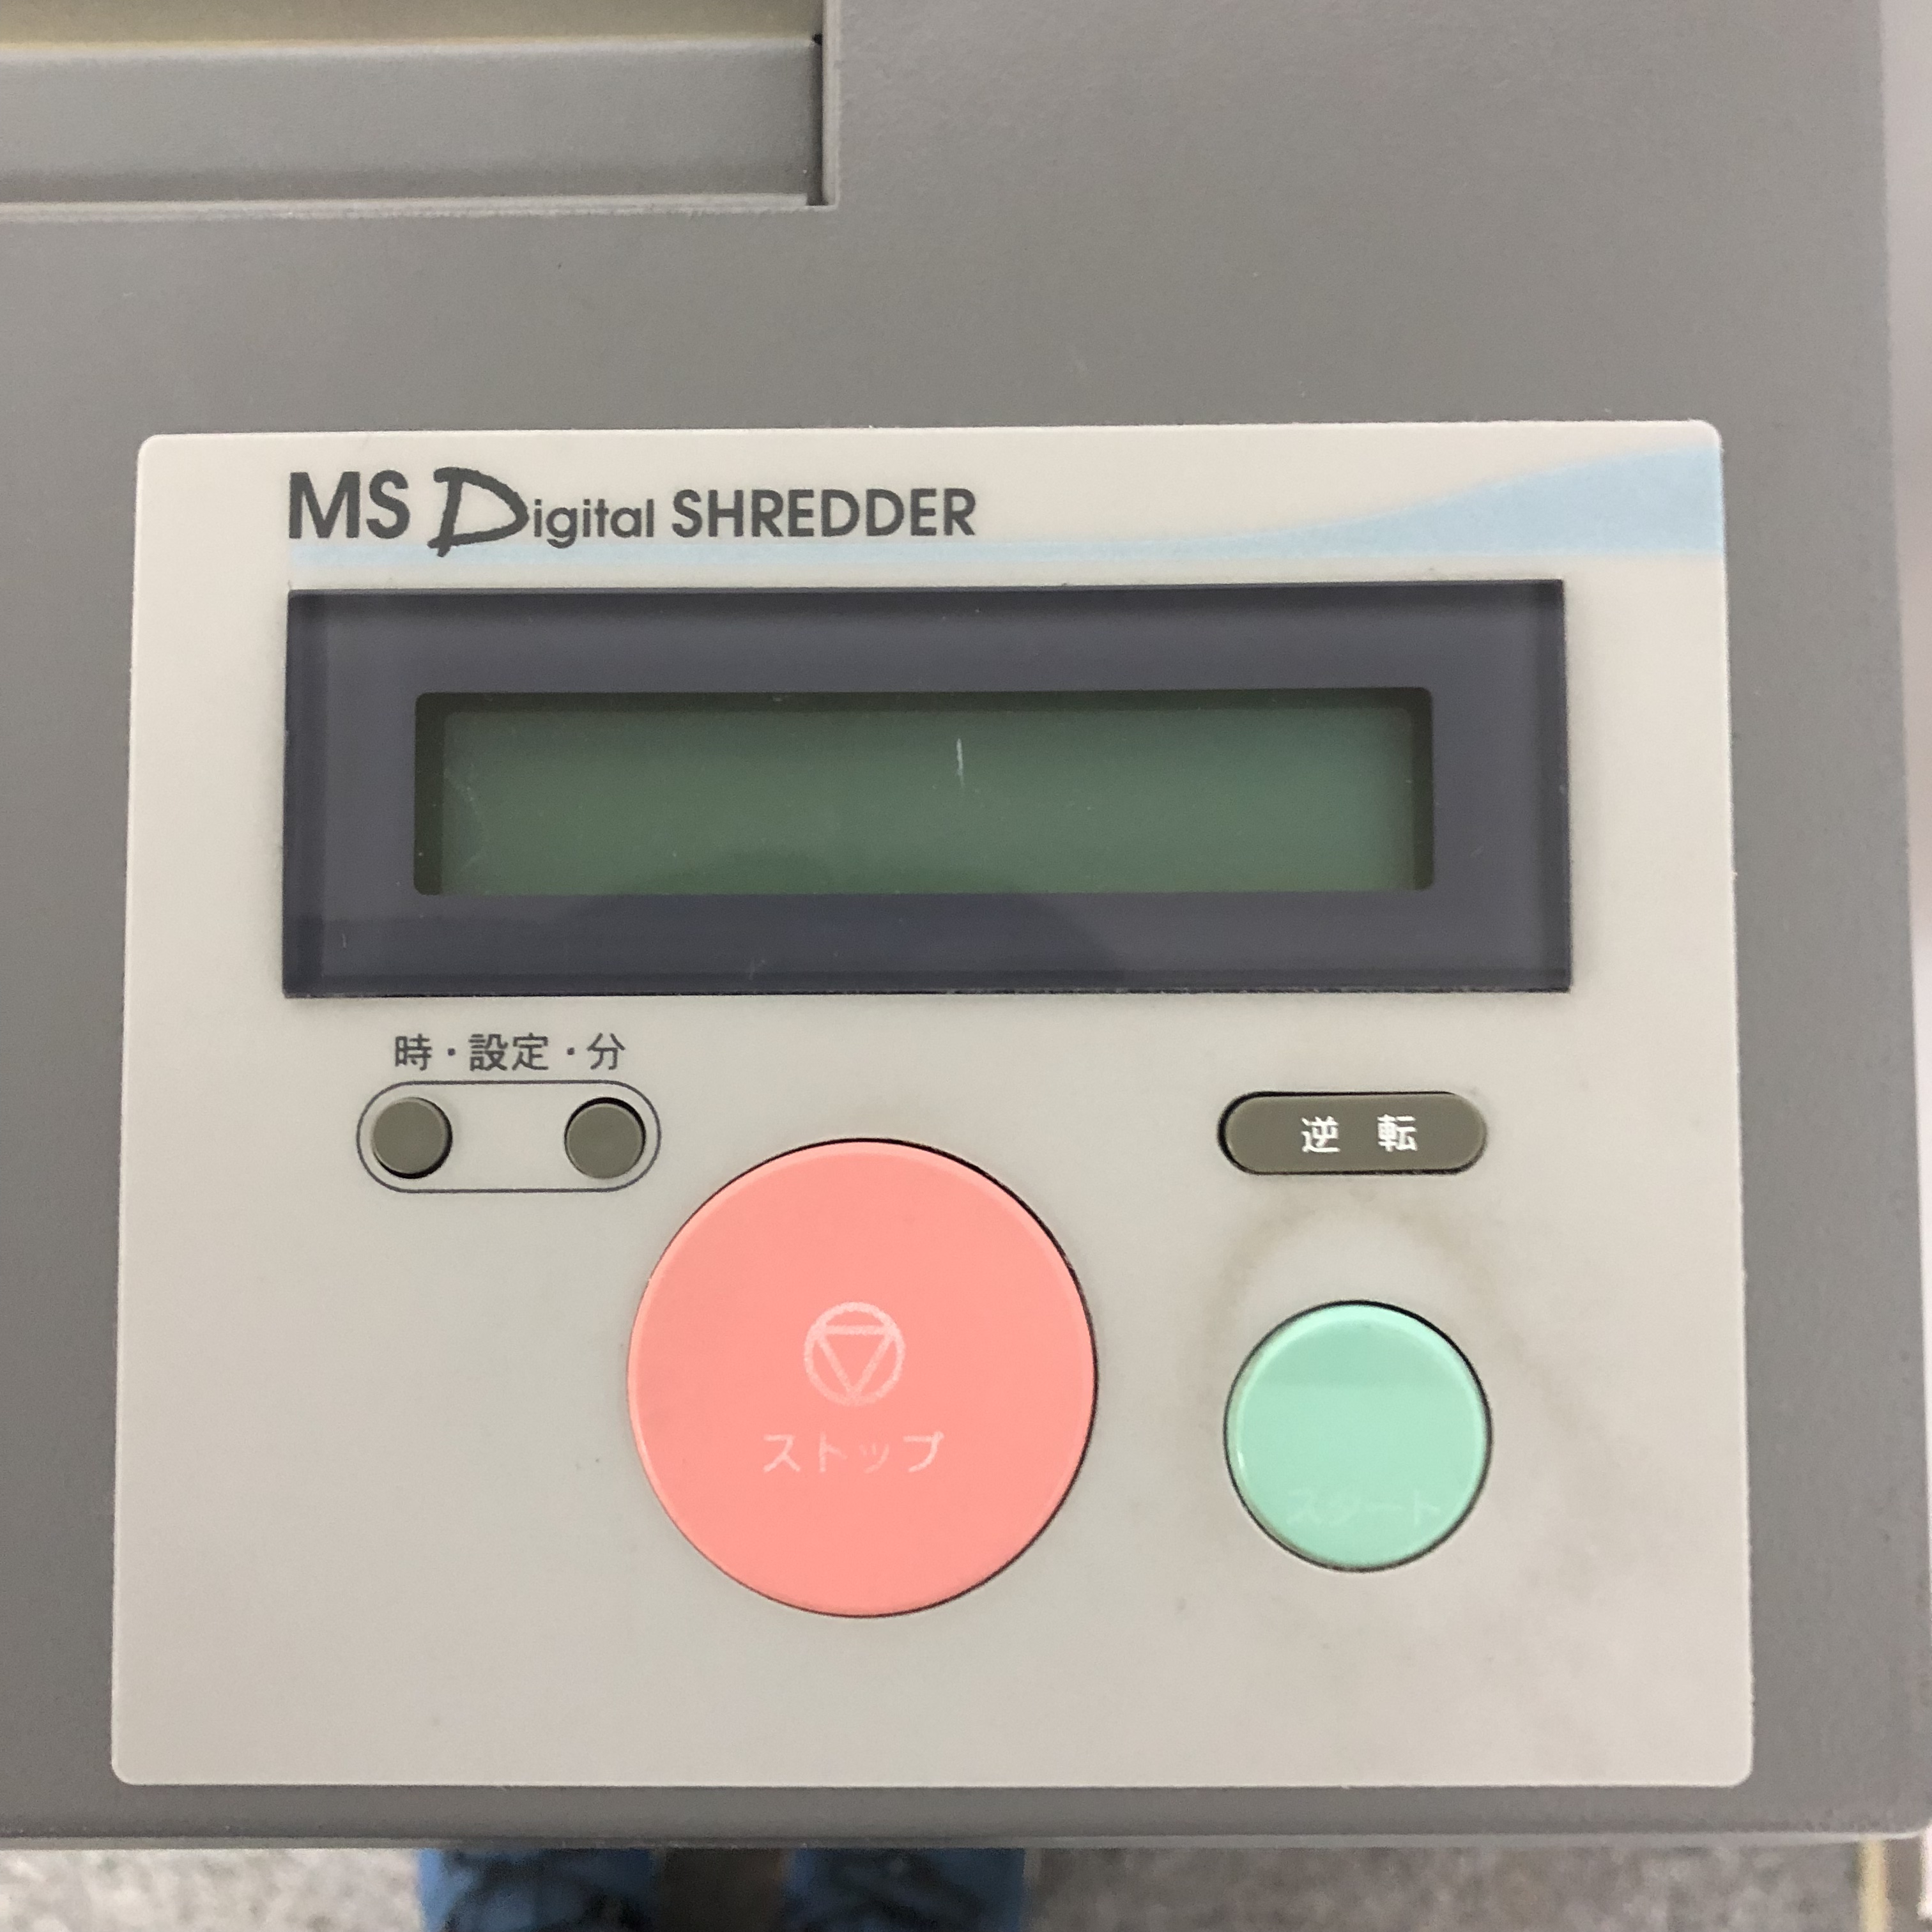 MS Digital SHREDDER
時・設定・分
逆転
ストップ
スタート